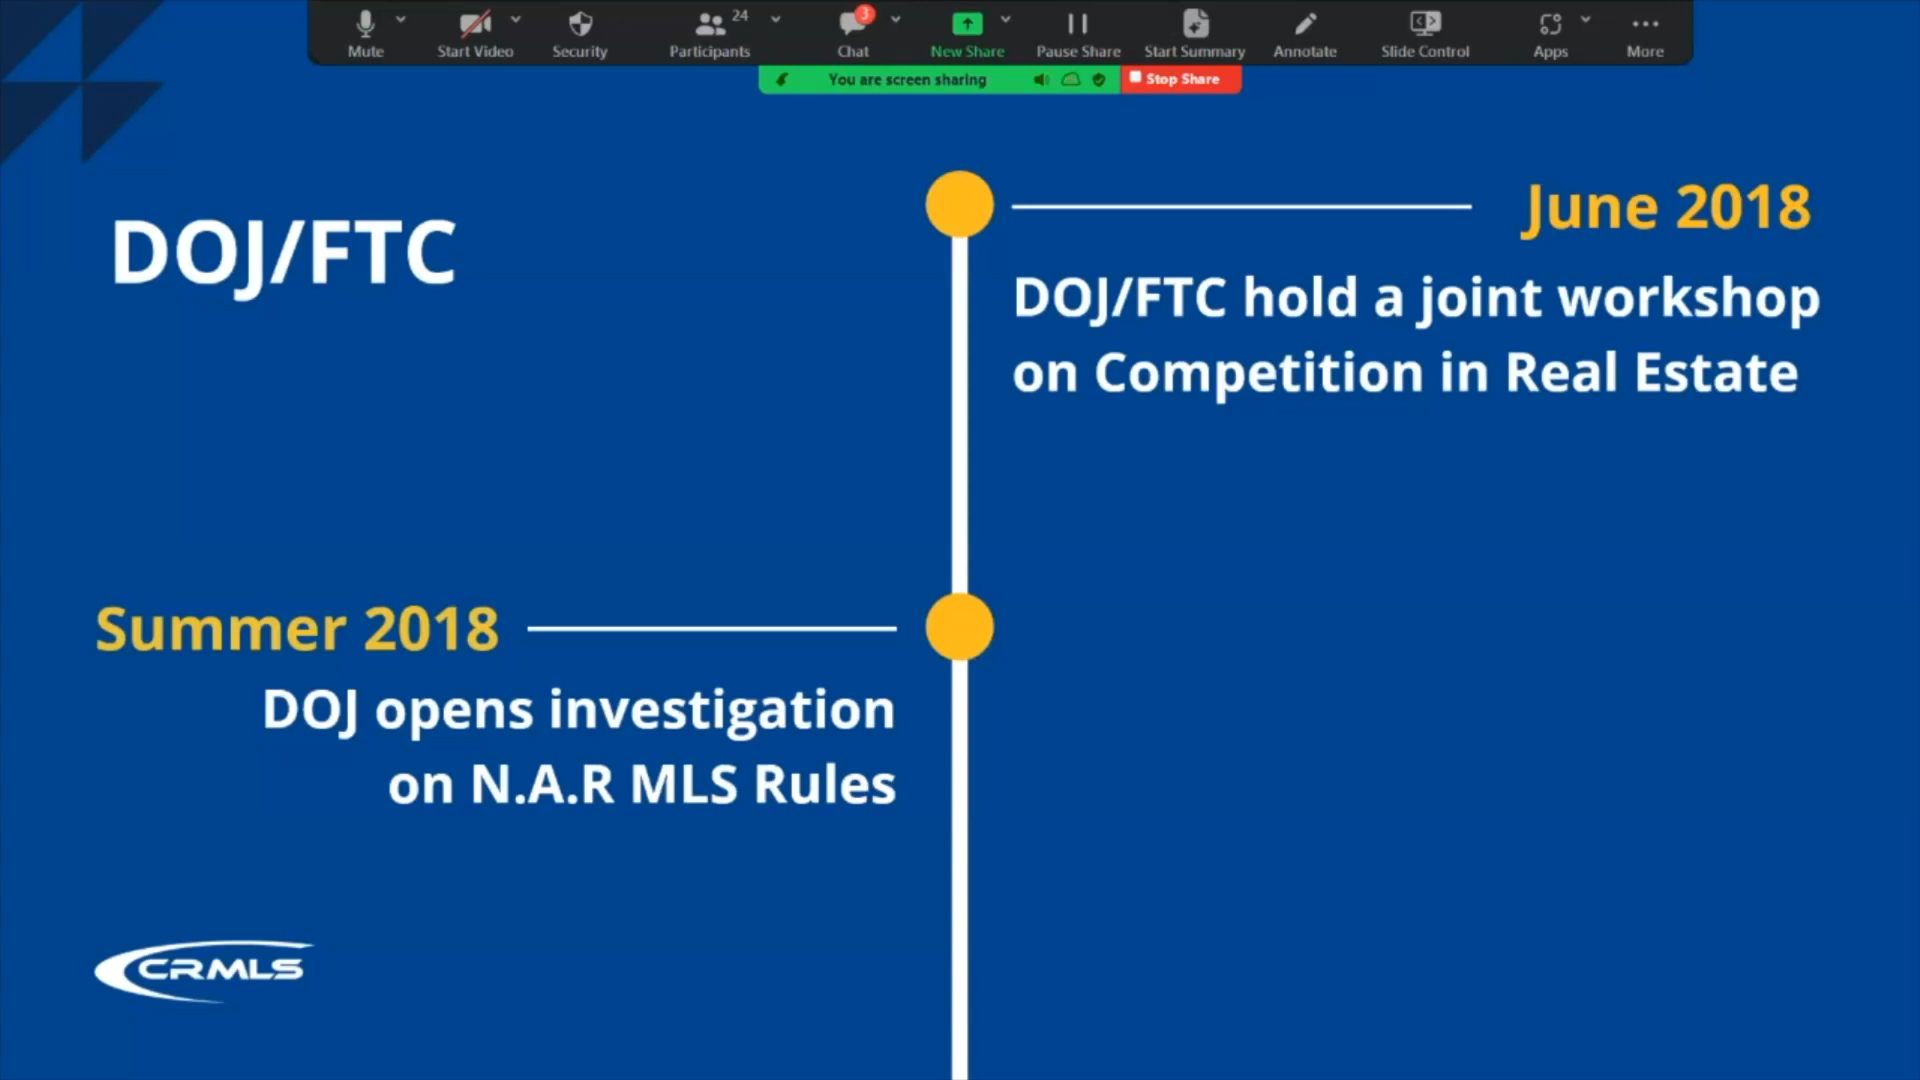 24
3
Mute
Start Video
Security
Participants
Chat
New Share
Pause Share
Start Summary
Annotate
Slide Control
Apps
More
You are screen sharing
Stop Share
DOJ/FTC
June 2018
DOJ/FTC hold a joint workshop
on Competition in Real Estate
Summer 2018
DOJ opens investigation
on N.A.R MLS Rules
CRMLS